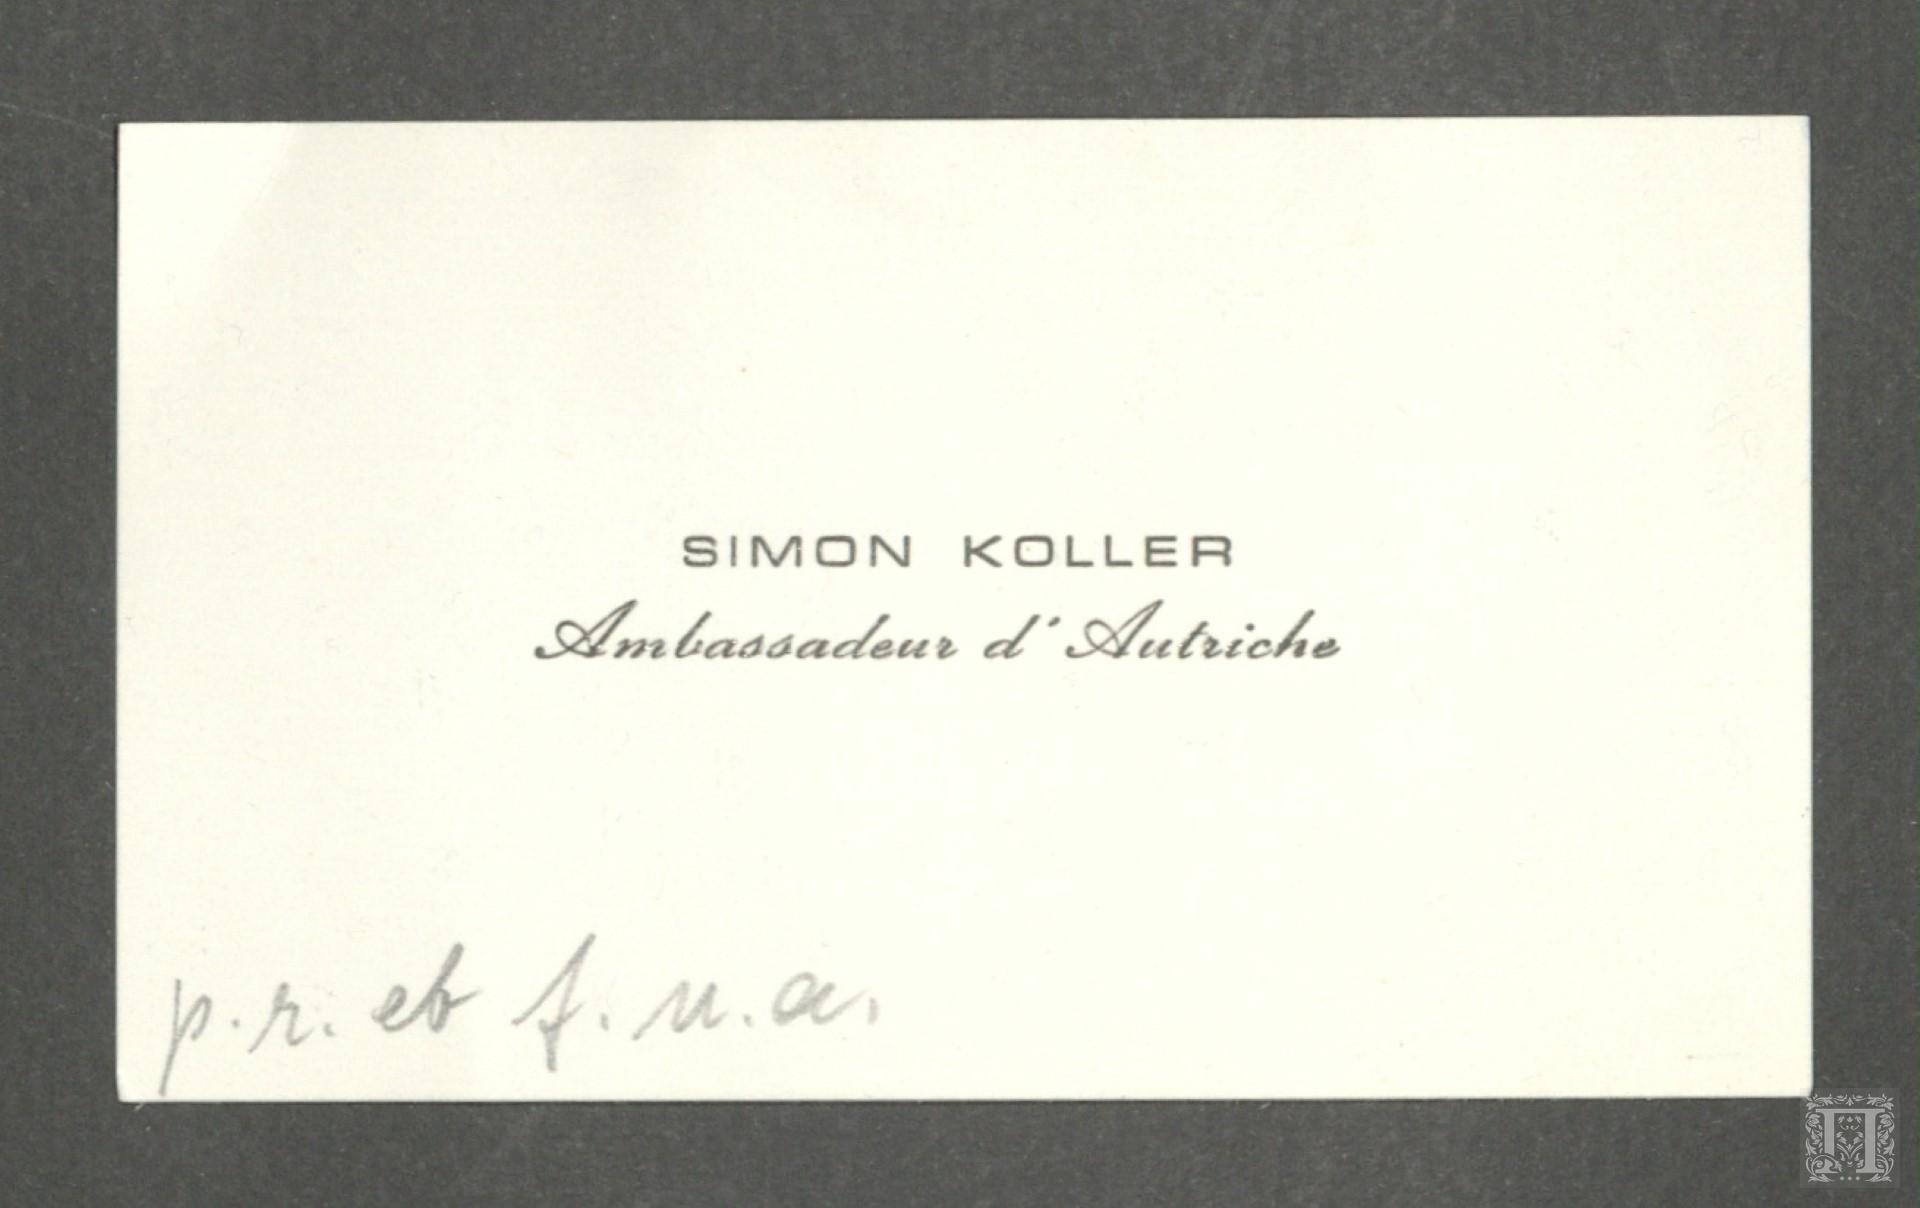 SIMON KOLLER
Ambassadeur d'Autriche
p.r. et f.n.a.